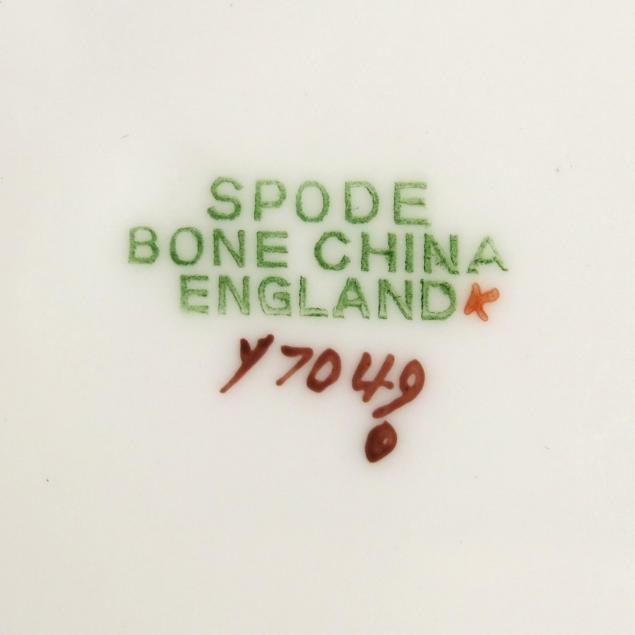 SPODE
BONE CHINA
ENGLAND K
Y7049